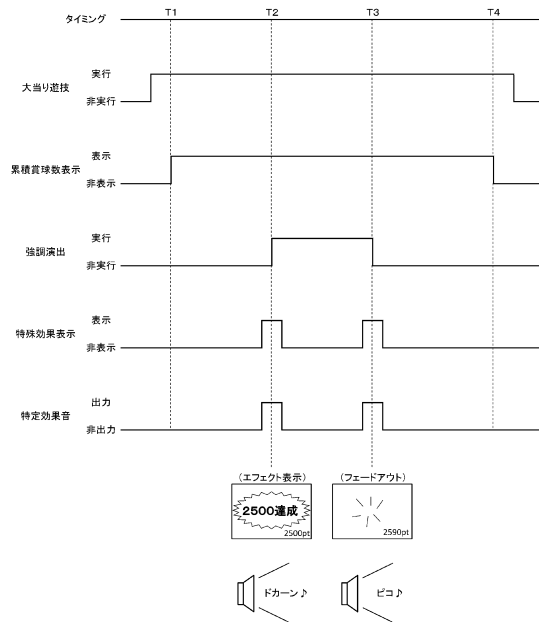 T1 T2 T3 T4
タイミング
大当り遊技
実行
非実行
累積賞球数表示
表示
非表示
強調演出
実行
非実行
特殊効果表示
表示
非表示
特定効果音
出力
非出力
(エフェクト表示) (フェードアウト)
2500達成
2500pt
2590pt
ドカーン♪ ピコ♪